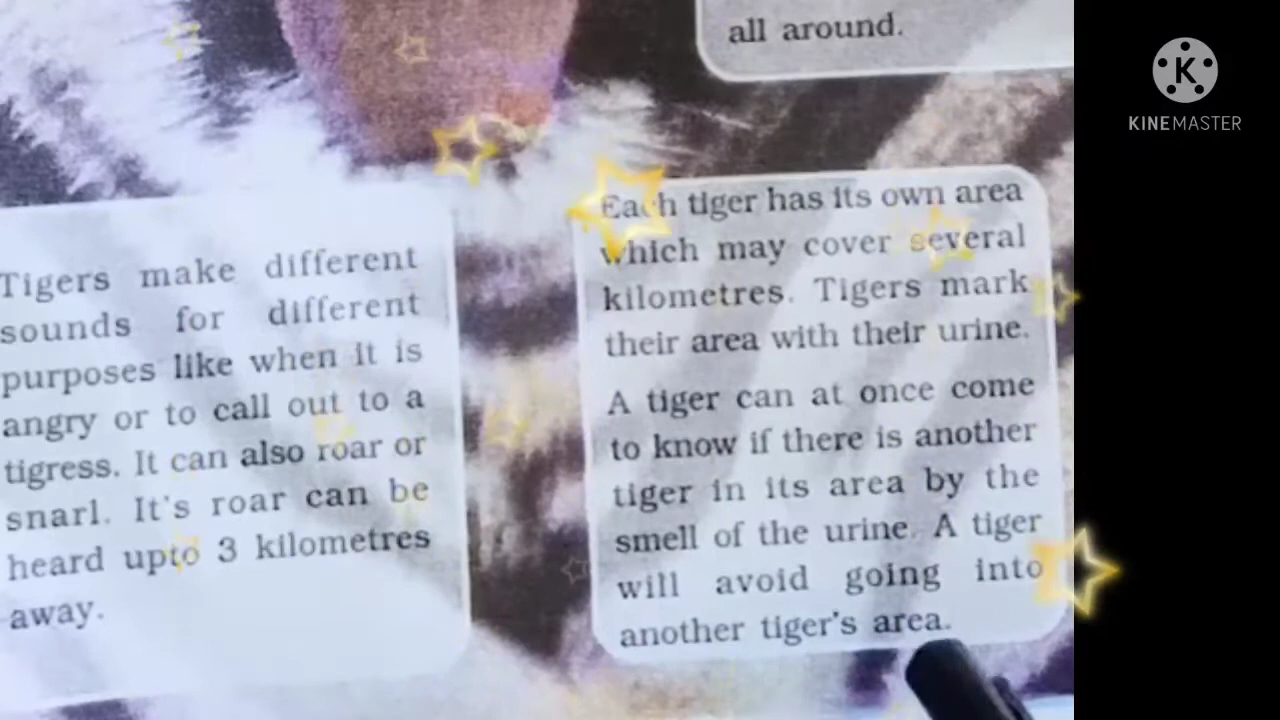 all around.
Tigers make different
sounds for different
purposes like when it is
angry or to call out to a
tigress. It can also roar or
snarl. It's roar can be
heard upto 3 kilometres
away.
Each tiger has its own area
which may cover several
kilometres. Tigers mark
their area with their urine.
A tiger can at once come
to know if there is another
tiger in its area by the
smell of the urine. A tiger
will avoid going into
another tiger's area.
K
KINEMASTER